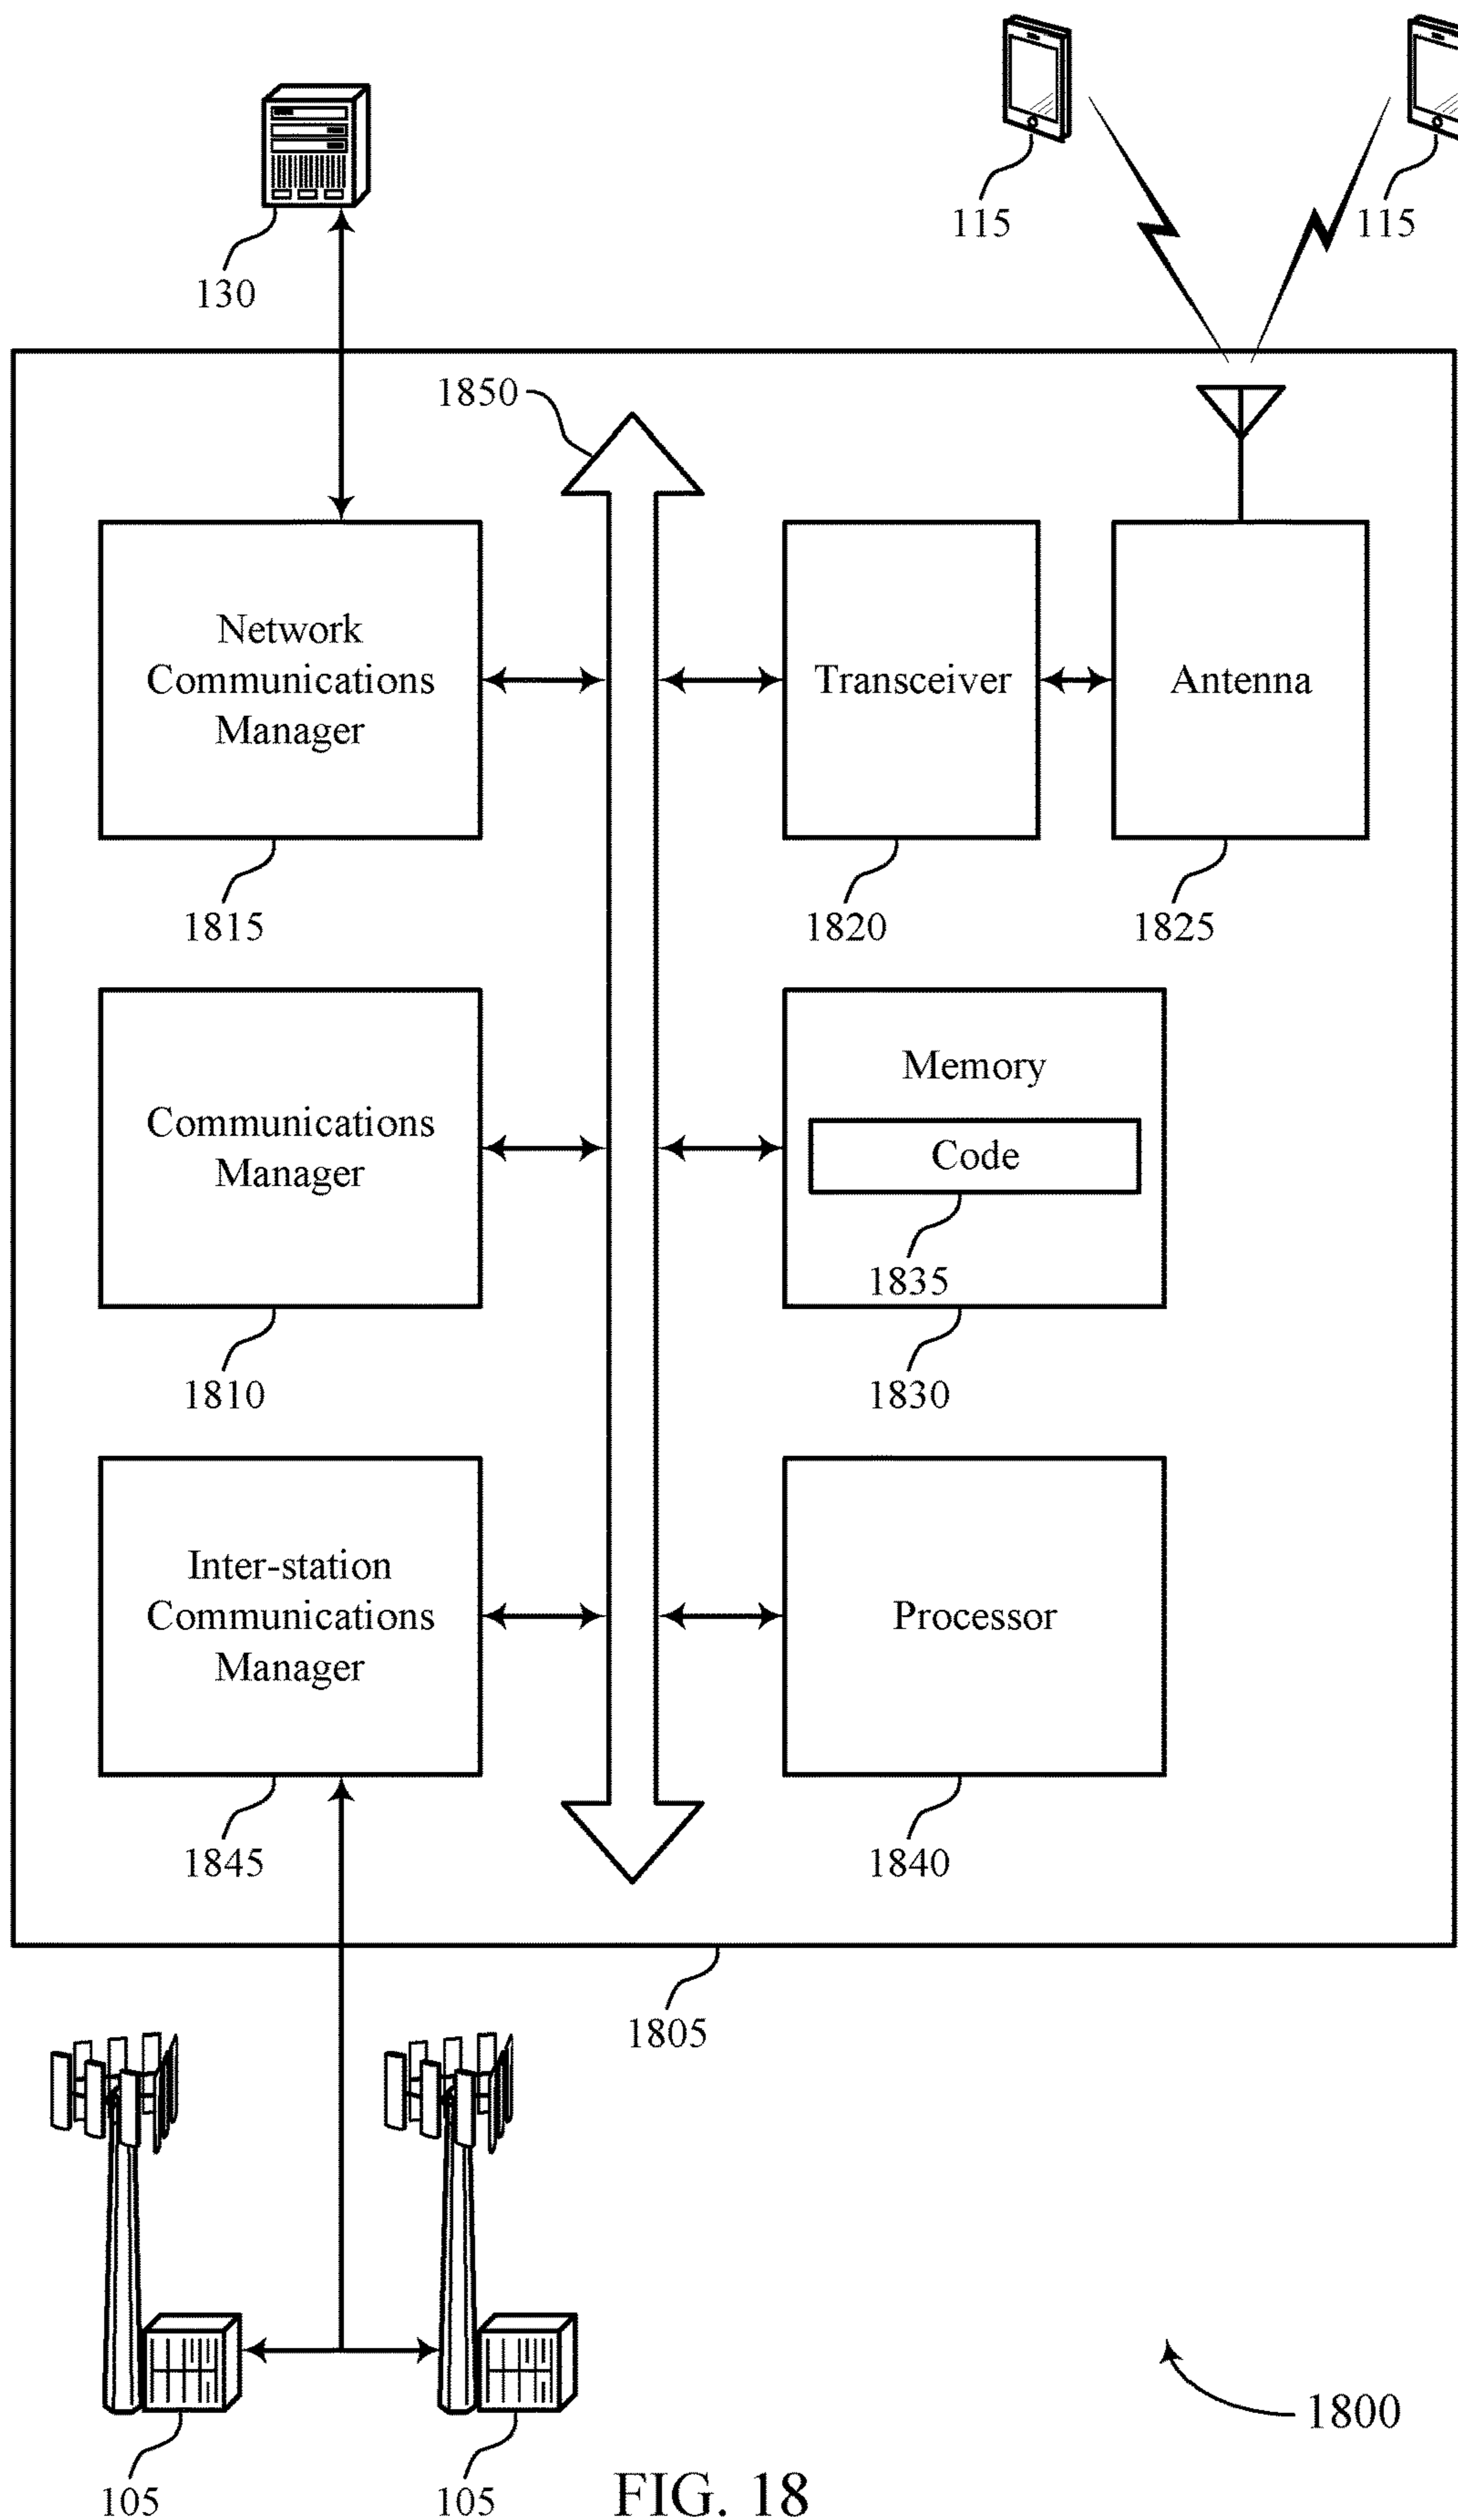 115
115
130
1850
Network
Communications
Manager
Transceiver
Antenna
1815
1820
1825
Communications
Manager
Memory
Code
1835
1810
1830
Inter-station
Communications
Manager
Processor
1845
1840
1805
1800
105
105
FIG. 18